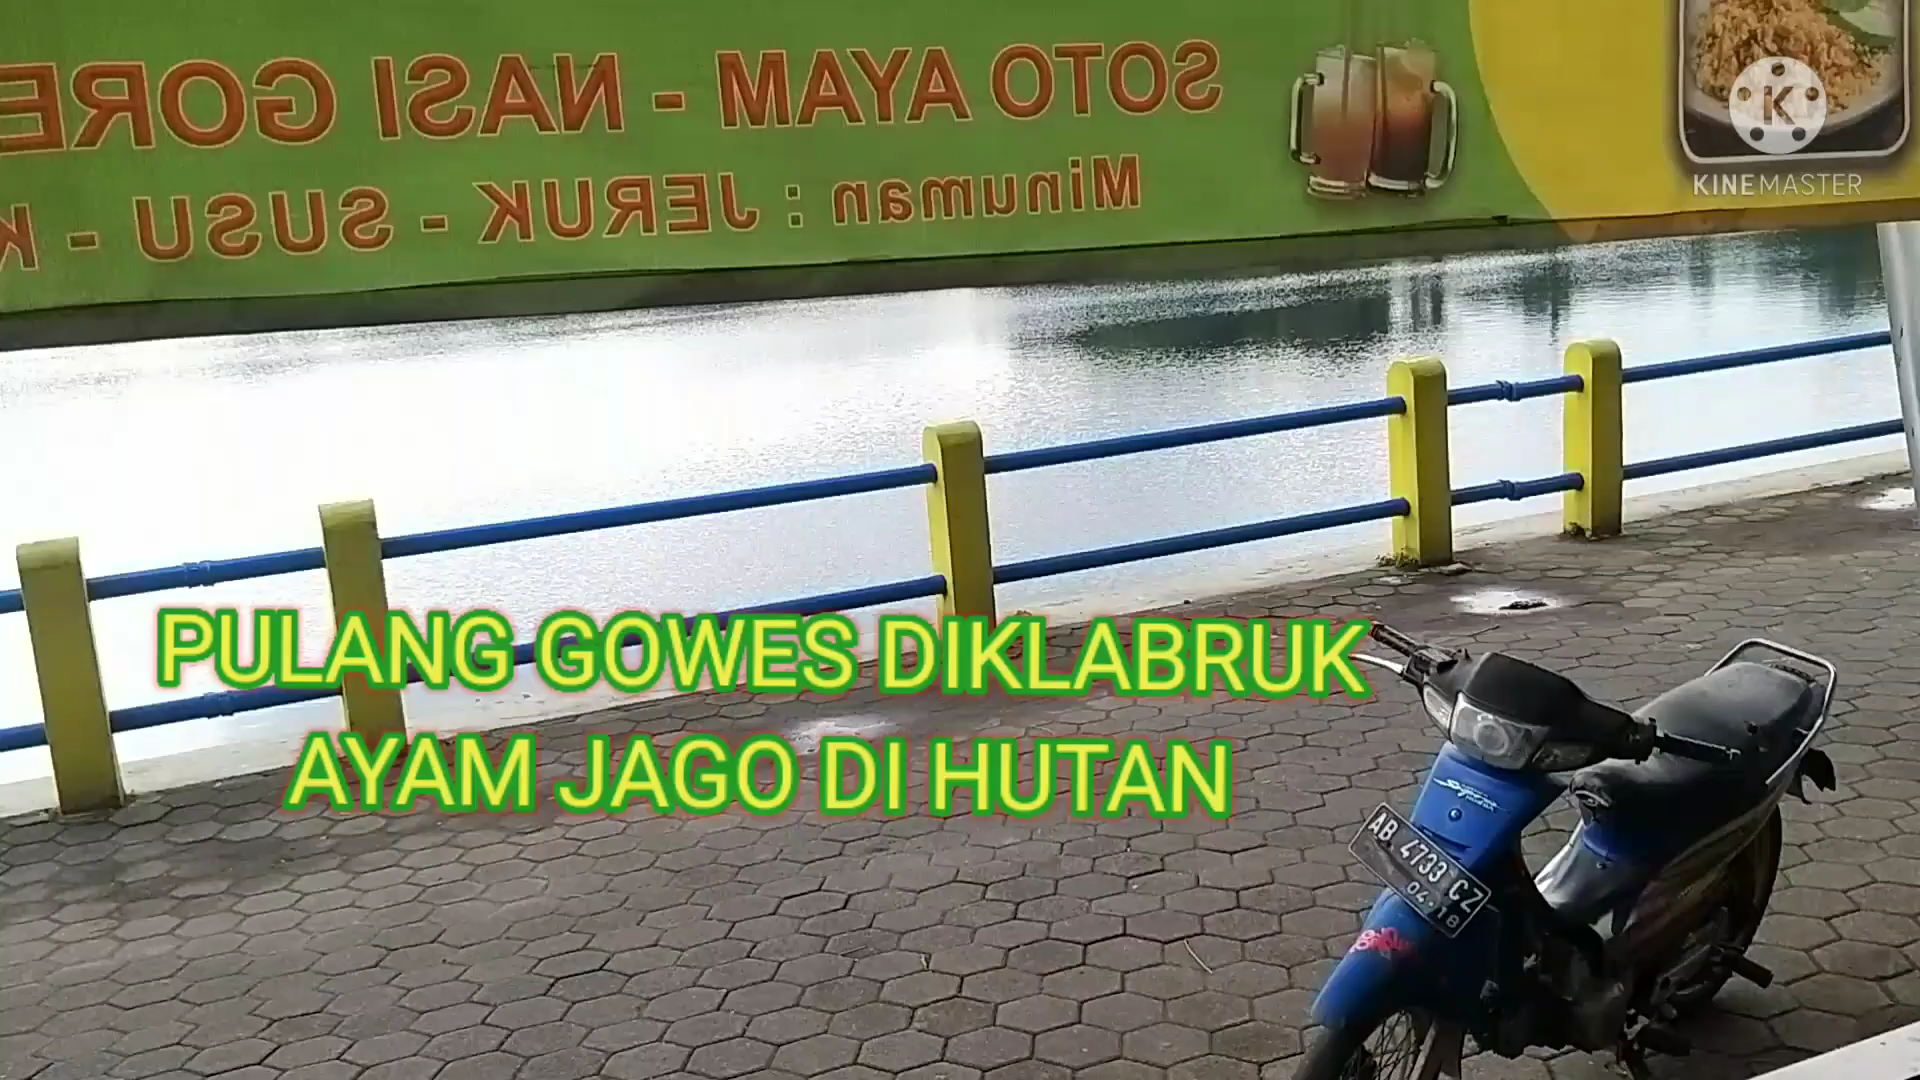 SOTO AYAM - NASI GORE
Minuman : JERUK - SUSU - K
KINEMASTER
PULANG GOWES DIKLABRUK
AYAM JAGO DI HUTAN
AB 4733 CZ
04·18